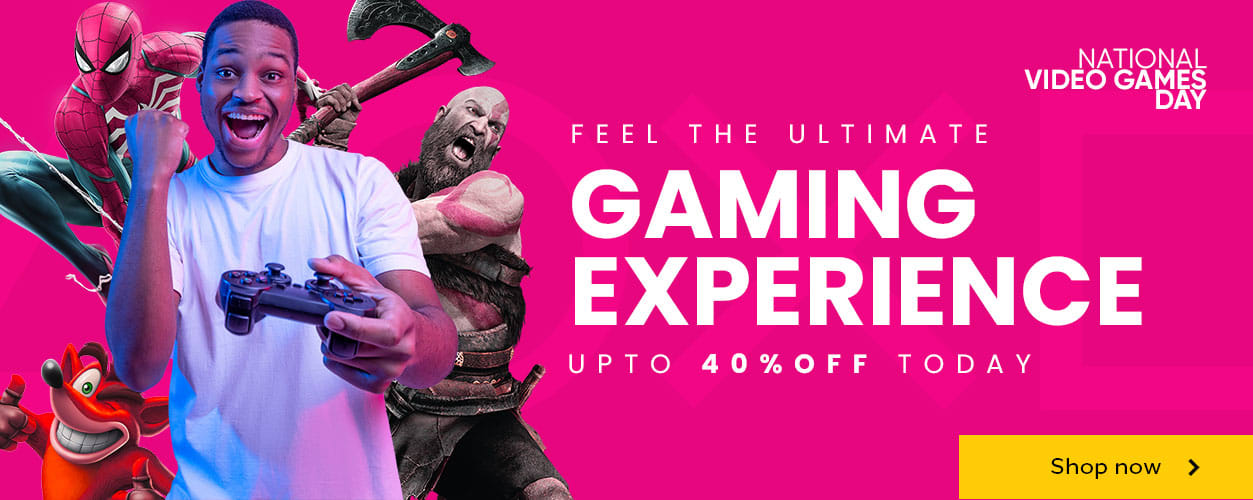 NATIONAL
VIDEO GAMES
DAY
FEEL THE ULTIMATE
GAMING
EXPERIENCE
UPTO 40%OFF TODAY
Shop now